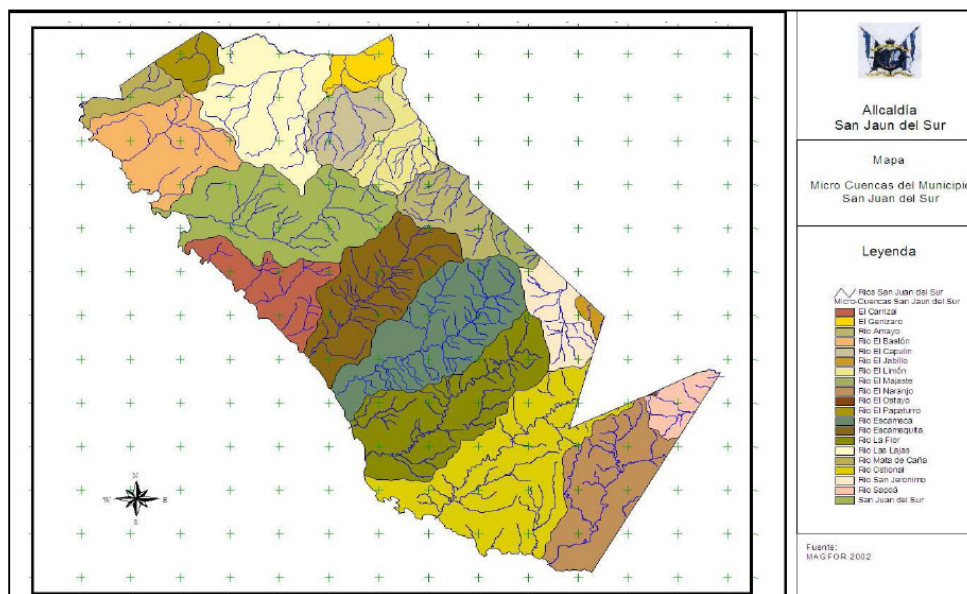 Allcaldía
San Jaun del Sur
Mapa
Micro Cuencas del Municipio
San Juan del Sur
Leyenda
Rios San Juan del Sur
Micro-Cuencas San Juan del Sur
El Carrizal
El Genizaro
Rio Amayo
Rio El Bastón
Rio El Capulin
Rio El Jabillo
Rio El Limón
Rio El Majaste
Rio El Naranjo
Rio El Ostayo
Rio El Papaturro
Rio Escameca
Rio Escamequita
Rio La Flor
Rio Las Lajas
Rio Mata de Caña
Rio Ostional
Rio San Jeronimo
Rio Sapoá
San Juan del Sur
Fuente:
MAGFOR 2002
N
W E
S